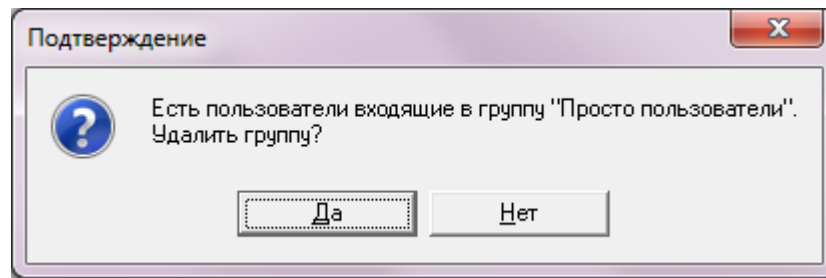 Подтверждение
Есть пользователи входящие в группу "Просто пользователи".
Удалить группу?
Да
Нет